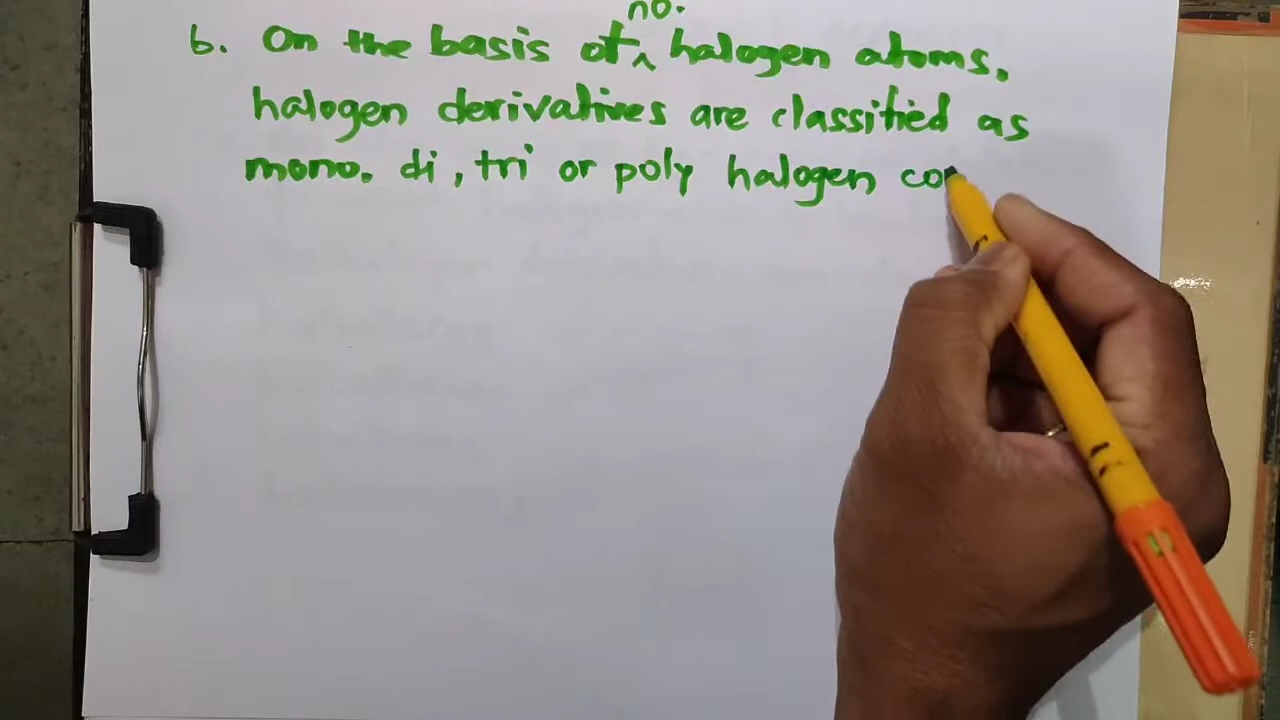 no.
b. On the basis of ^ halogen atoms,
halogen derivatives are classified as
mono, di, tri or poly halogen co